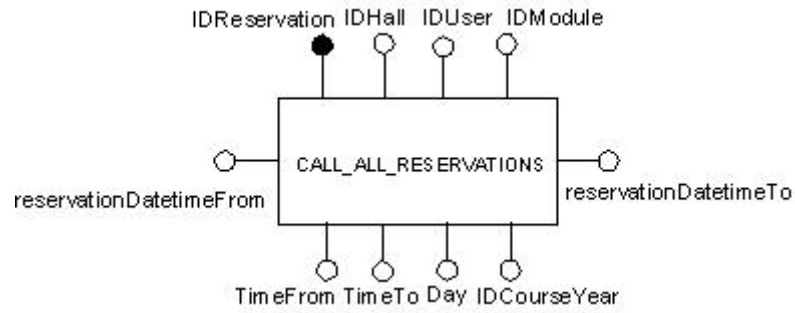 IDReservation IDHall IDUser IDModule
CALL_ALL_RESERVATIONS
reservationDatetimeFrom
reservationDatetimeTo
TimeFrom TimeTo Day IDCourseYear